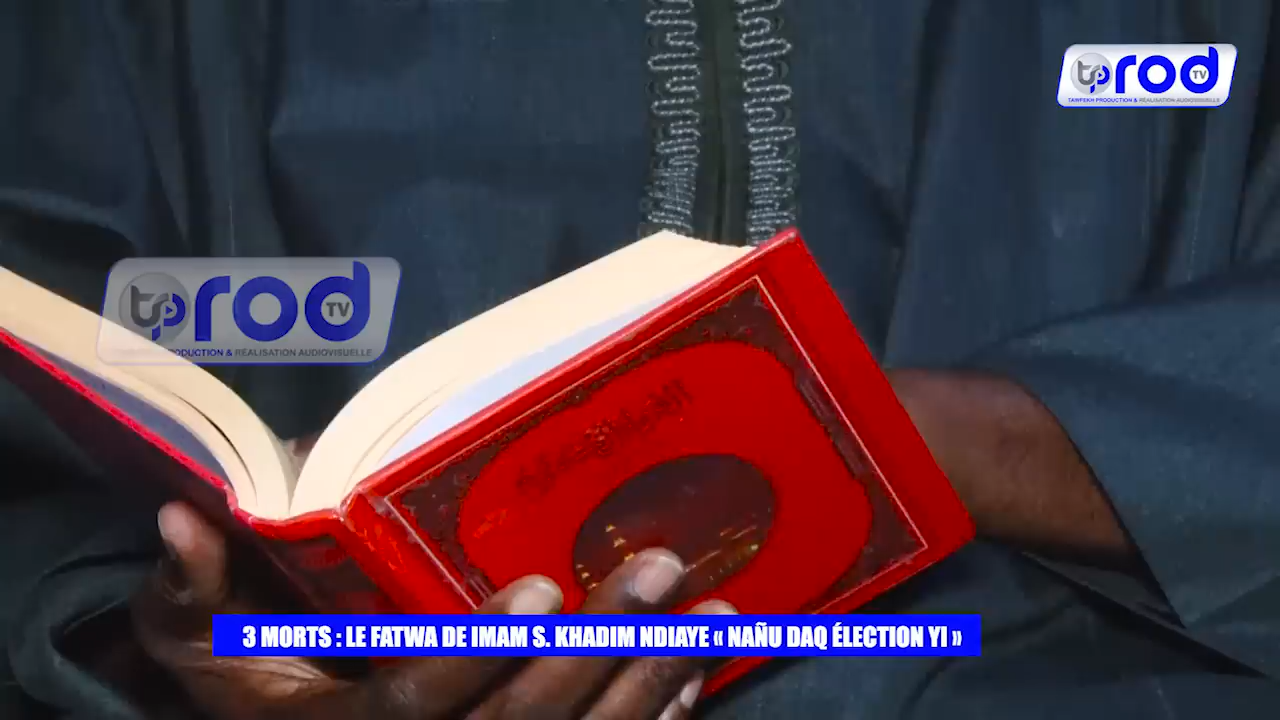 tprod TV
TAWFEKH PRODUCTION & RÉALISATION AUDIOVISUELLE
tprod TV
PRODUCTION & RÉALISATION AUDIOVISUELLE
3 MORTS : LE FATWA DE IMAM S. KHADIM NDIAYE « NAÑU DAQ ÉLECTION YI »